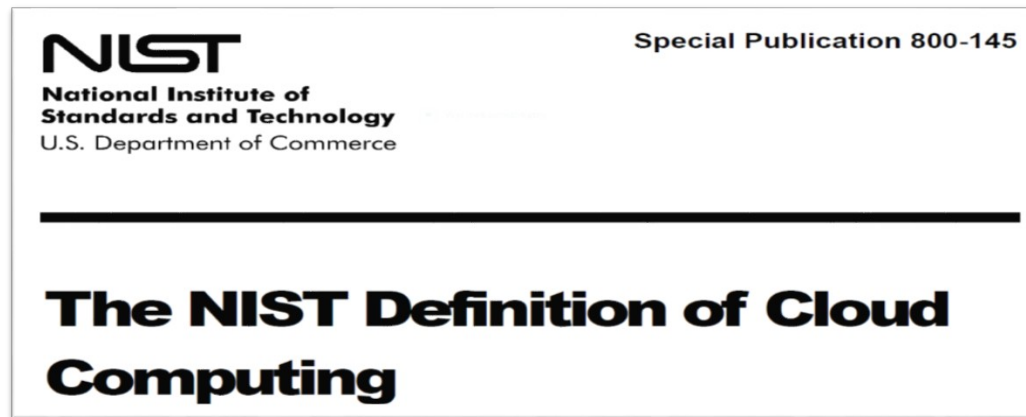 NIST
Special Publication 800-145
National Institute of
Standards and Technology
U.S. Department of Commerce
The NIST Definition of Cloud
Computing